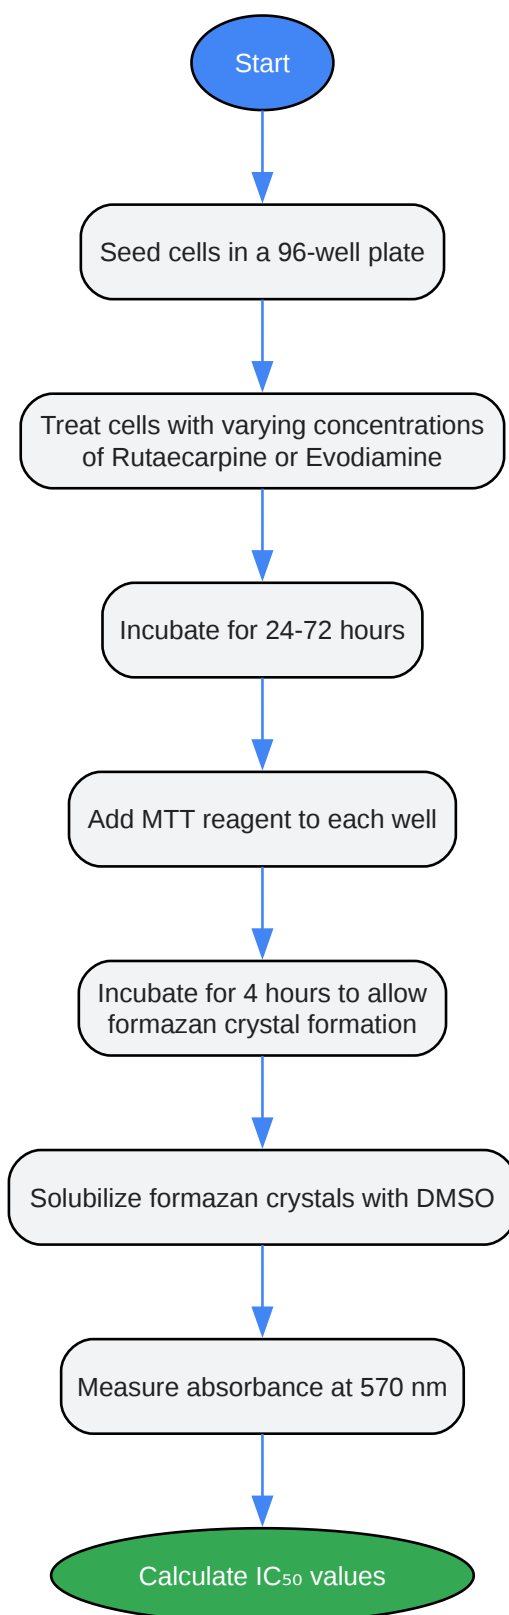 Start
Seed cells in a 96-well plate
Treat cells with varying concentrations
of Rutaecarpine or Evodiamine
Incubate for 24-72 hours
Add MTT reagent to each well
Incubate for 4 hours to allow
formazan crystal formation
Solubilize formazan crystals with DMSO
Measure absorbance at 570 nm
Calculate IC₅₀ values